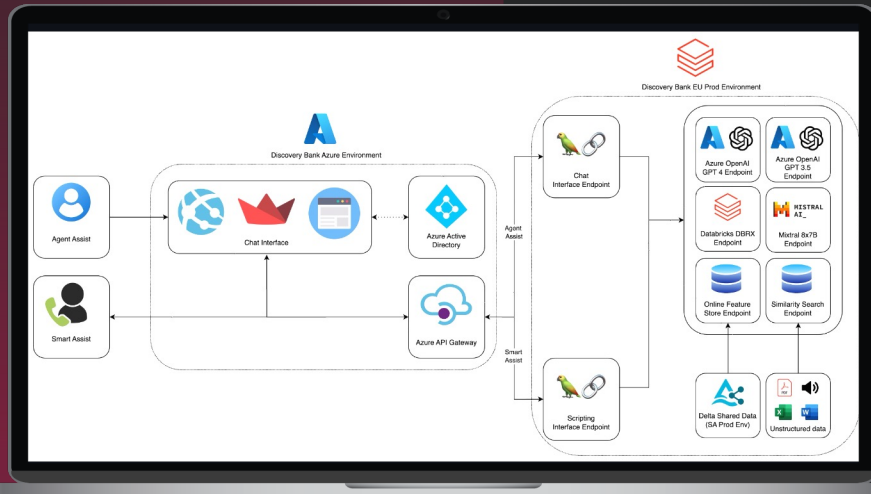 Discovery Bank EU Prod Environment
Discovery Bank Azure Environment
Agent Assist
Chat Interface
Azure Active
Directory
Smart Assist
Azure API Gateway
Agent
Assist
Smart
Assist
Chat
Interface Endpoint
Scripting
Interface Endpoint
Azure OpenAI
GPT 4 Endpoint
Azure OpenAI
GPT 3.5
Endpoint
Databricks DBRX
Endpoint
MISTRAL
AI_
Mixtral 8x7B
Endpoint
Online Feature
Store Endpoint
Similarity Search
Endpoint
Delta Shared Data
(SA Prod Env)
PDF
X
W
Unstructured data